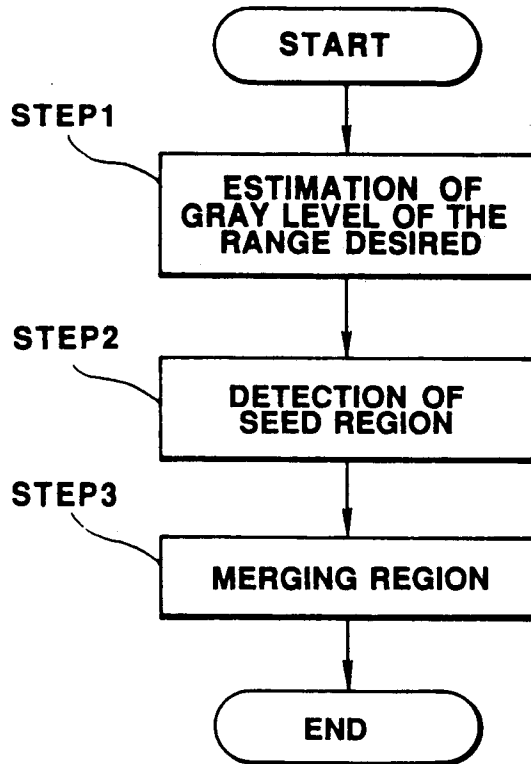 START
STEP1
ESTIMATION OF
GRAY LEVEL OF THE
RANGE DESIRED
STEP2
DETECTION OF
SEED REGION
STEP3
MERGING REGION
END